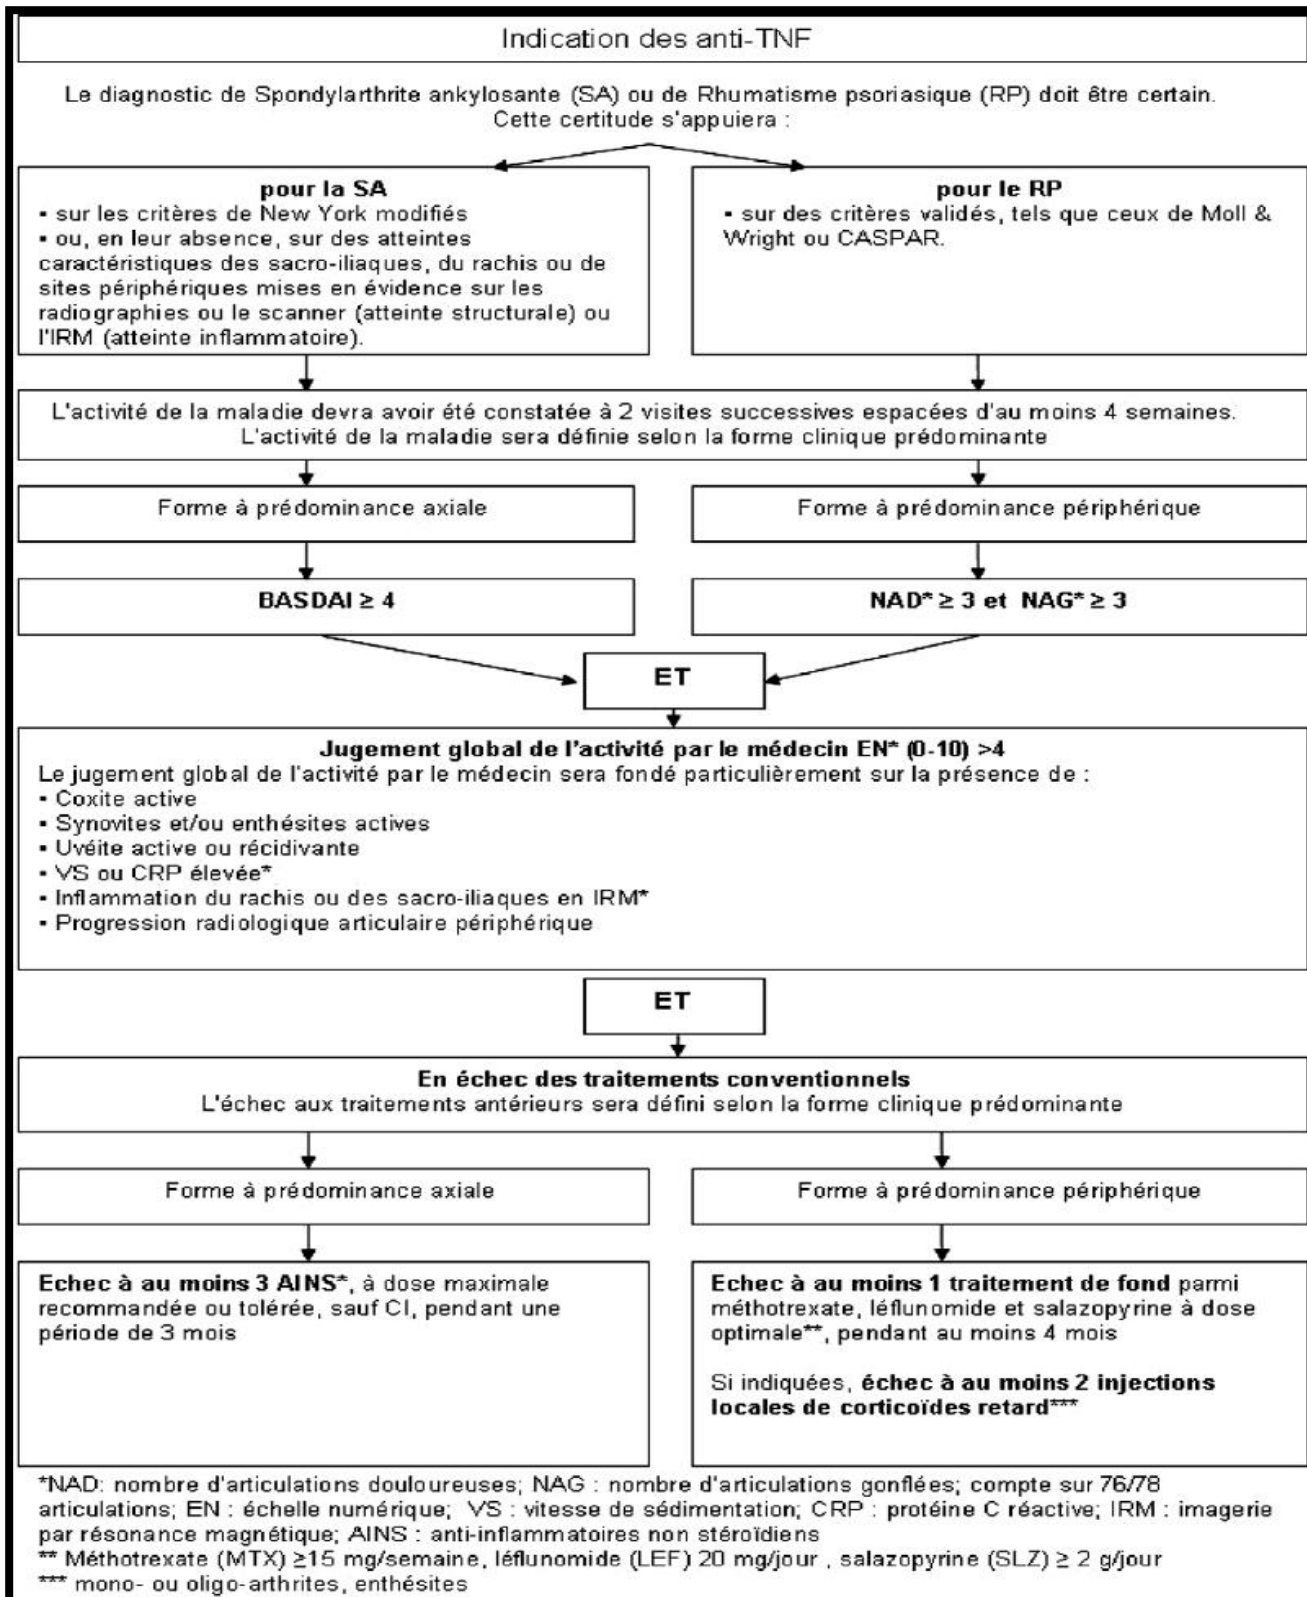 Indication des anti-TNF
Le diagnostic de Spondylarthrite ankylosante (SA) ou de Rhumatisme psoriasique (RP) doit être certain.
Cette certitude s'appuiera :
pour la SA
▪ sur les critères de New York modifiés
▪ ou, en leur absence, sur des atteintes
caractéristiques des sacro-iliaques, du rachis ou de
sites périphériques mises en évidence sur les
radiographies ou le scanner (atteinte structurale) ou
l'IRM (atteinte inflammatoire).
pour le RP
▪ sur des critères validés, tels que ceux de Moll &
Wright ou CASPAR.
L'activité de la maladie devra avoir été constatée à 2 visites successives espacées d'au moins 4 semaines.
L'activité de la maladie sera définie selon la forme clinique prédominante
Forme à prédominance axiale
Forme à prédominance périphérique
BASDAI ≥ 4
NAD* ≥ 3 et NAG* ≥ 3
ET
Jugement global de l'activité par le médecin EN* (0-10) >4
Le jugement global de l'activité par le médecin sera fondé particulièrement sur la présence de :
▪ Coxite active
▪ Synovites et/ou enthésites actives
▪ Uvéite active ou récidivante
▪ VS ou CRP élevée*
▪ Inflammation du rachis ou des sacro-iliaques en IRM*
▪ Progression radiologique articulaire périphérique
ET
En échec des traitements conventionnels
L'échec aux traitements antérieurs sera défini selon la forme clinique prédominante
Forme à prédominance axiale
Forme à prédominance périphérique
Echec à au moins 3 AINS*, à dose maximale
recommandée ou tolérée, sauf CI, pendant une
période de 3 mois
Echec à au moins 1 traitement de fond parmi
méthotrexate, léflunomide et salazopyrine à dose
optimale**, pendant au moins 4 mois
Si indiquées, échec à au moins 2 injections
locales de corticoïdes retard***
*NAD: nombre d'articulations douloureuses; NAG : nombre d'articulations gonflées; compte sur 76/78
articulations; EN : échelle numérique; VS : vitesse de sédimentation; CRP : protéine C réactive; IRM : imagerie
par résonance magnétique; AINS : anti-inflammatoires non stéroïdiens
** Méthotrexate (MTX) ≥15 mg/semaine, léflunomide (LEF) 20 mg/jour , salazopyrine (SLZ) ≥ 2 g/jour
*** mono- ou oligo-arthrites, enthésites